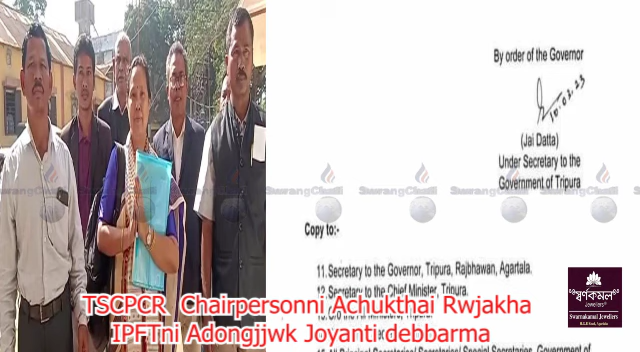 By order of the Governor
10.02.23
(Jai Datta)
Under Secretary to the
Government of Tripura
Copy to:-
11. Secretary to the Governor, Tripura, Rajbhawan, Agartala.
12. Secretary to the Chief Minister, Tripura.
TSCPCR Chairpersonni Achukthai Rwjakha
IPFTni Adongjjwk Joyanti debbarma
স্বর্ণকমল
Jewellers
Swarnakamal Jewellers